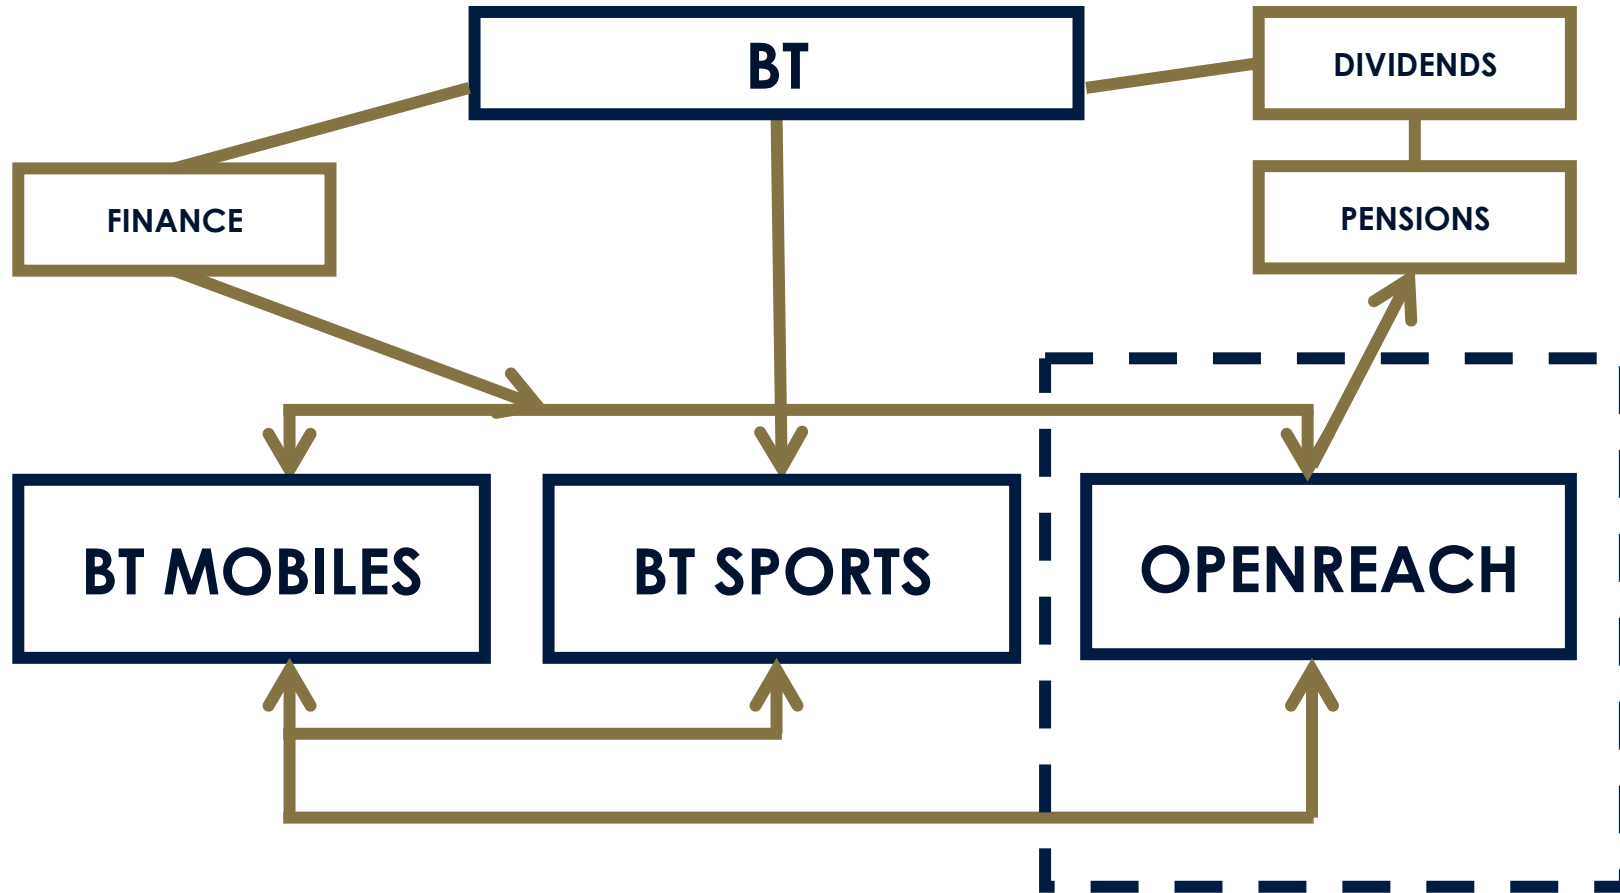 BT
DIVIDENDS
FINANCE
PENSIONS
BT MOBILES
BT SPORTS
OPENREACH